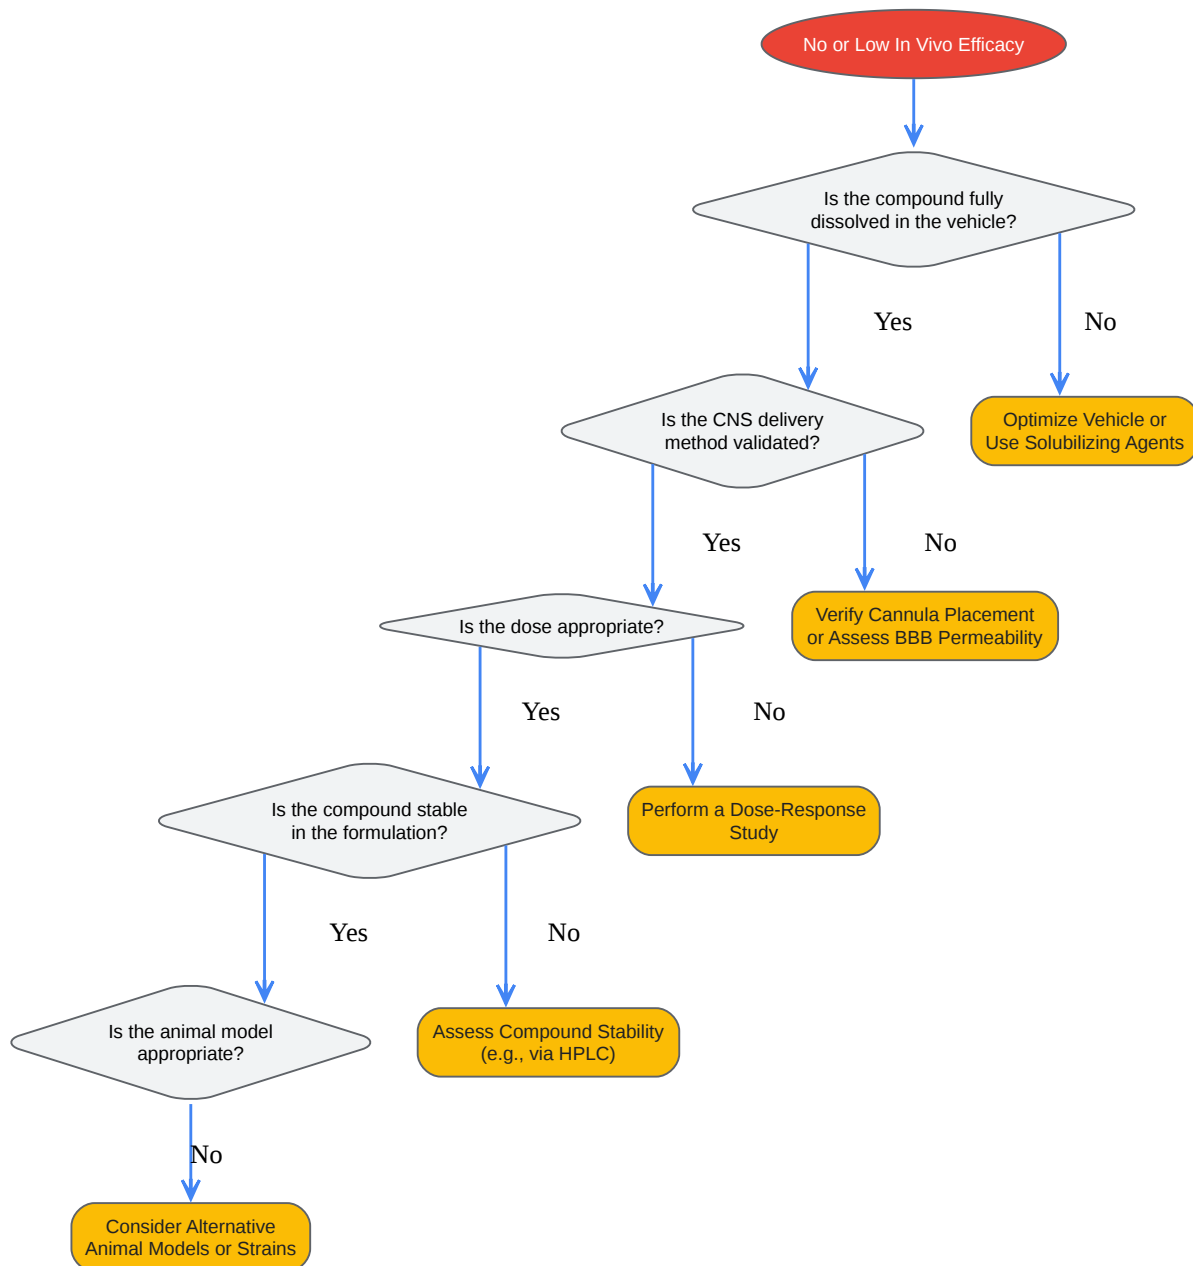 No or Low In Vivo Efficacy
Is the compound fully
dissolved in the vehicle?
Yes
No
Is the CNS delivery
method validated?
Optimize Vehicle or
Use Solubilizing Agents
Yes
No
Is the dose appropriate?
Verify Cannula Placement
or Assess BBB Permeability
Yes
No
Is the compound stable
in the formulation?
Perform a Dose-Response
Study
Yes
No
Is the animal model
appropriate?
Assess Compound Stability
(e.g., via HPLC)
No
Consider Alternative
Animal Models or Strains